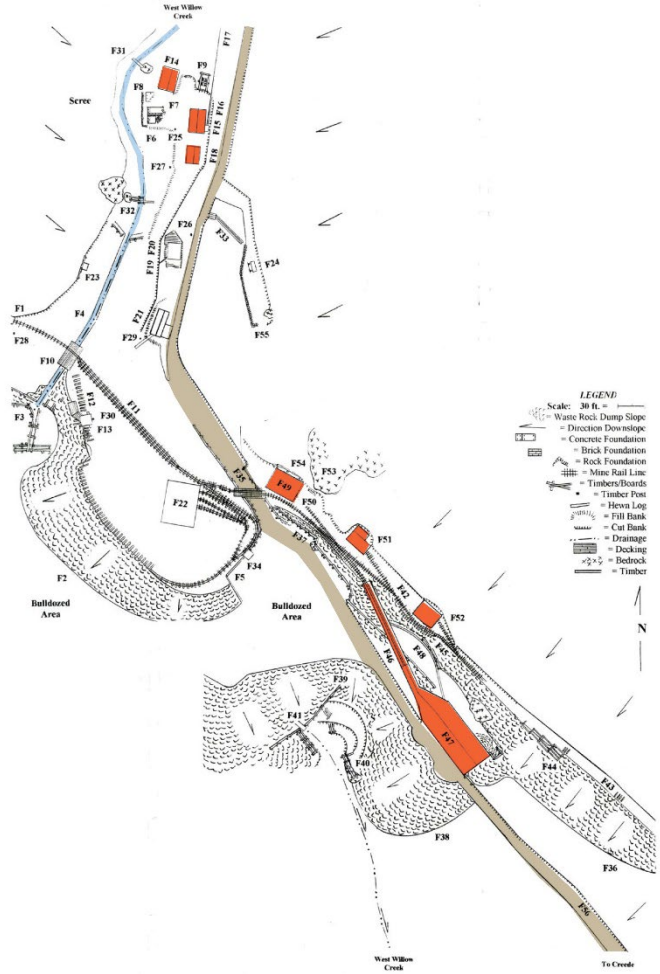 West Willow
Creek
F31
F14
F9
F17
F8
F7
Scree
F16
F15
F6
F25
F18
F27
F32
F26
F33
F20
F19
F24
F23
F21
F1
F4
F29
F55
F28
F10
F12
F11
F3
F30
F13
LEGEND
Scale: 30 ft. =
= Waste Rock Dump Slope
= Direction Downslope
= Concrete Foundation
= Brick Foundation
= Rock Foundation
= Mine Rail Line
= Timbers/Boards
= Timber Post
= Hewn Log
= Fill Bank
= Cut Bank
= Drainage
= Decking
= Bedrock
= Timber
N
F54
F53
F35
F49
F22
F50
F51
F37
F34
F2
F5
F42
Bulldozed
Area
Bulldozed
Area
F52
F45
F48
F46
F39
F41
F47
F40
F44
F43
F38
F36
F56
West Willow
Creek
To Creede